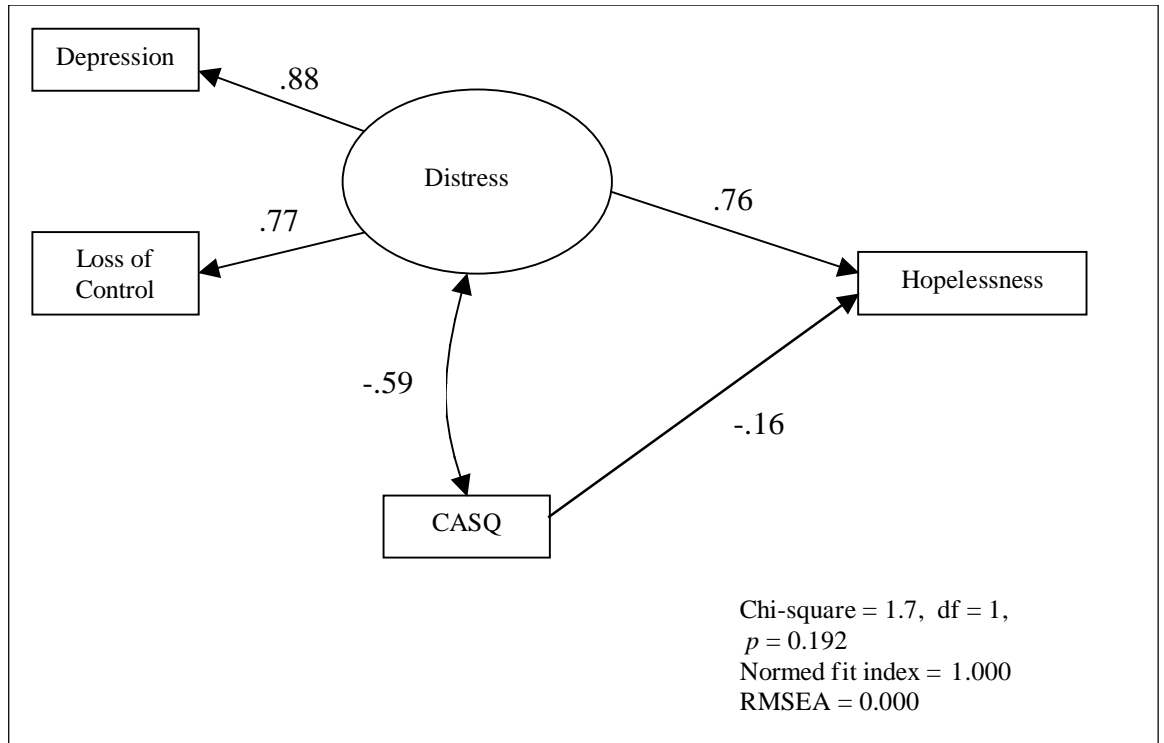 Depression
.88
Distress
.76
.77
Loss of
Control
Hopelessness
-.59
-.16
CASQ
Chi-square = 1.7, df = 1,
p = 0.192
Normed fit index = 1.000
RMSEA = 0.000